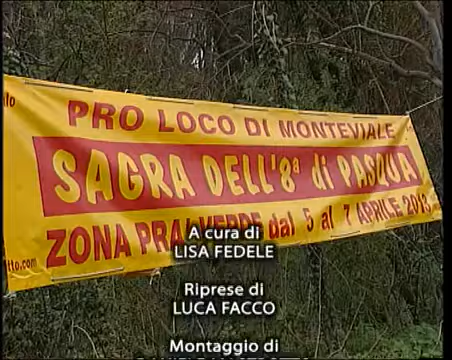 PRO LOCO DI MONTEVIALE
SAGRA DELL'8ª di PASQUA
ZONA PRA' VERDE dal 5 al 7 APRILE 2013
A cura di
LISA FEDELE
Riprese di
LUCA FACCO
Montaggio di